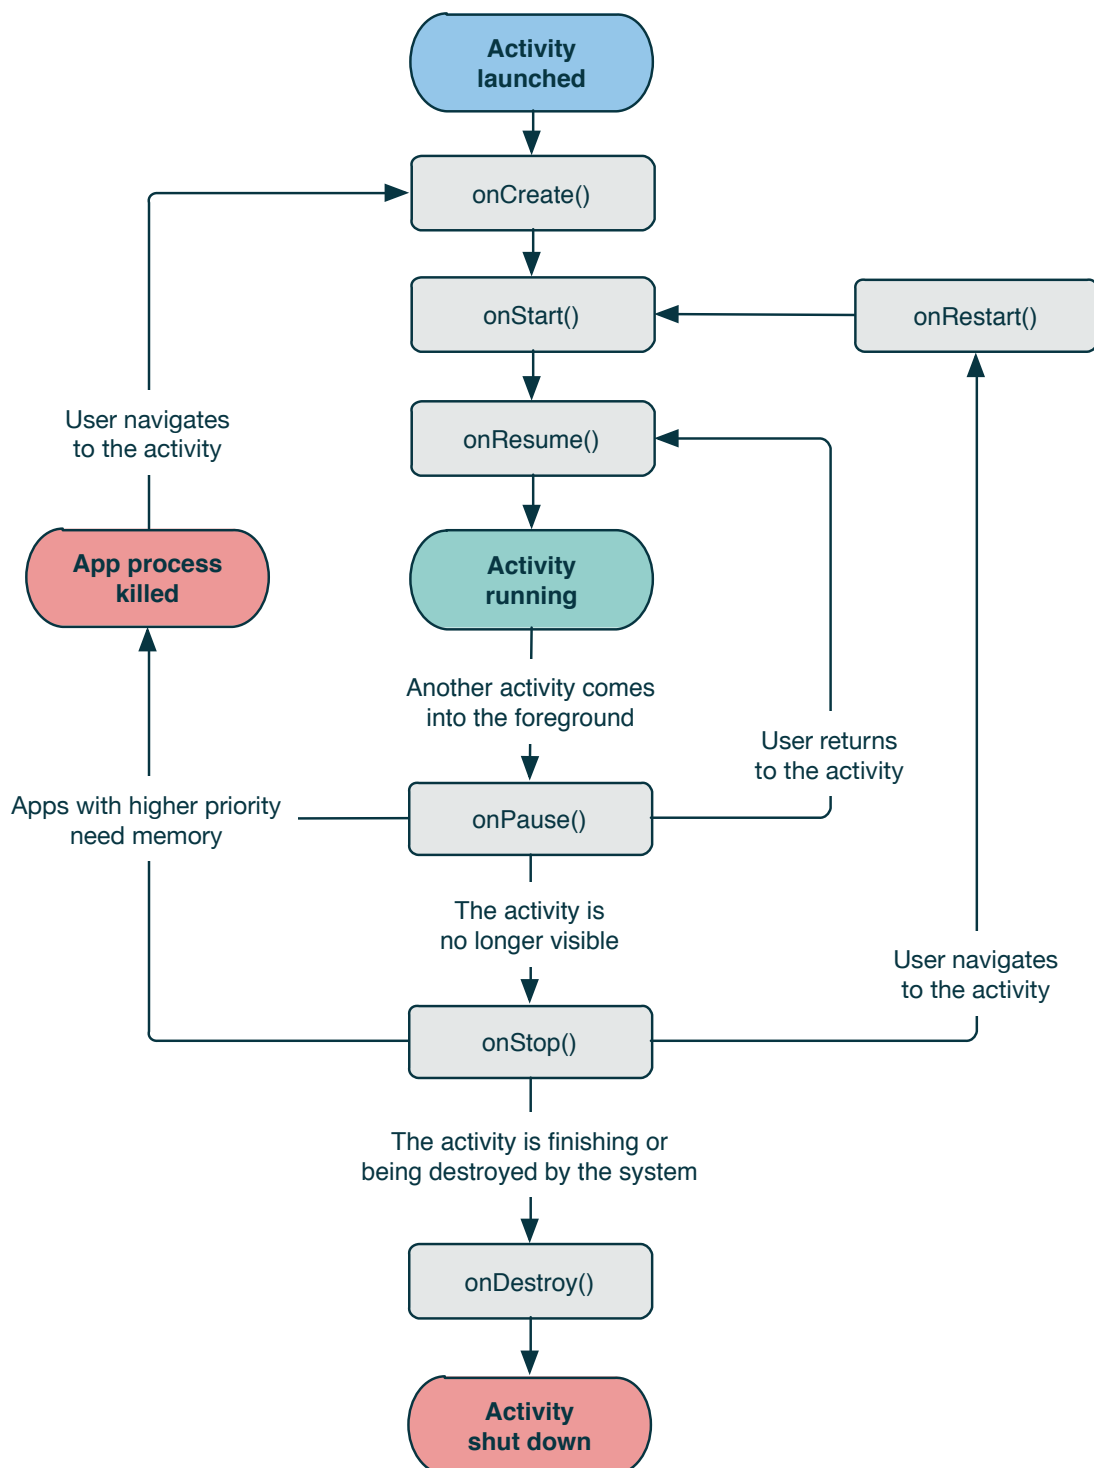 Activity
launched
onCreate()
onStart()
onRestart()
User navigates
to the activity
onResume()
App process
killed
Activity
running
Another activity comes
into the foreground
User returns
to the activity
Apps with higher priority
need memory
onPause()
The activity is
no longer visible
User navigates
to the activity
onStop()
The activity is finishing or
being destroyed by the system
onDestroy()
Activity
shut down